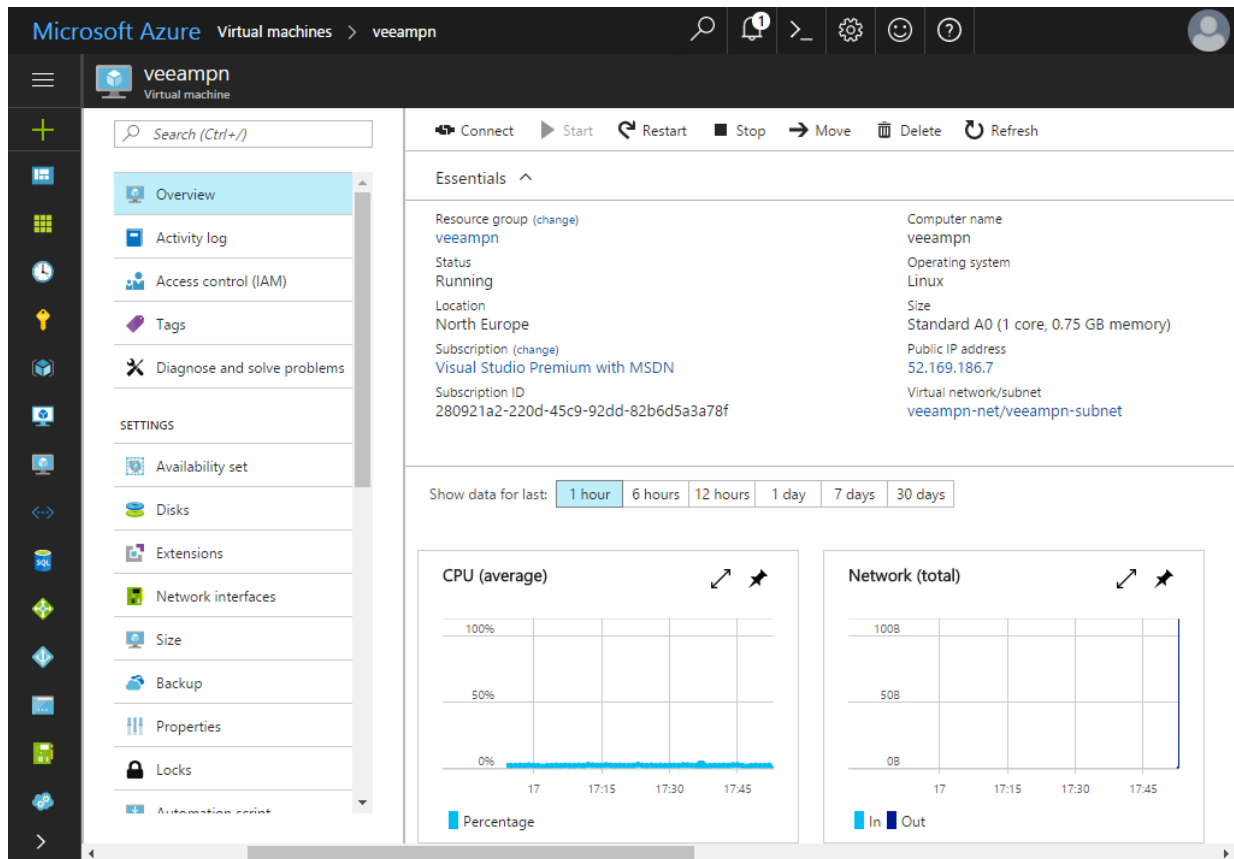 Microsoft Azure Virtual machines > veeampn
1
veeampn
Virtual machine
Search (Ctrl+/)
Overview
Activity log
Access control (IAM)
Tags
Diagnose and solve problems
SETTINGS
Availability set
Disks
SQL
Extensions
Network interfaces
Size
Backup
Properties
Locks
Automation script
Connect Start Restart Stop Move Delete Refresh
Essentials
Resource group (change)
veeampn
Status
Running
Location
North Europe
Subscription (change)
Visual Studio Premium with MSDN
Subscription ID
280921a2-220d-45c9-92dd-82b6d5a3a78f
Computer name
veeampn
Operating system
Linux
Size
Standard A0 (1 core, 0.75 GB memory)
Public IP address
52.169.186.7
Virtual network/subnet
veeampn-net/veeampn-subnet
Show data for last: 1 hour 6 hours 12 hours 1 day 7 days 30 days
CPU (average)
100%
50%
0%
17 17:15 17:30 17:45
Percentage
Network (total)
100B
50B
0B
17 17:15 17:30 17:45
In Out